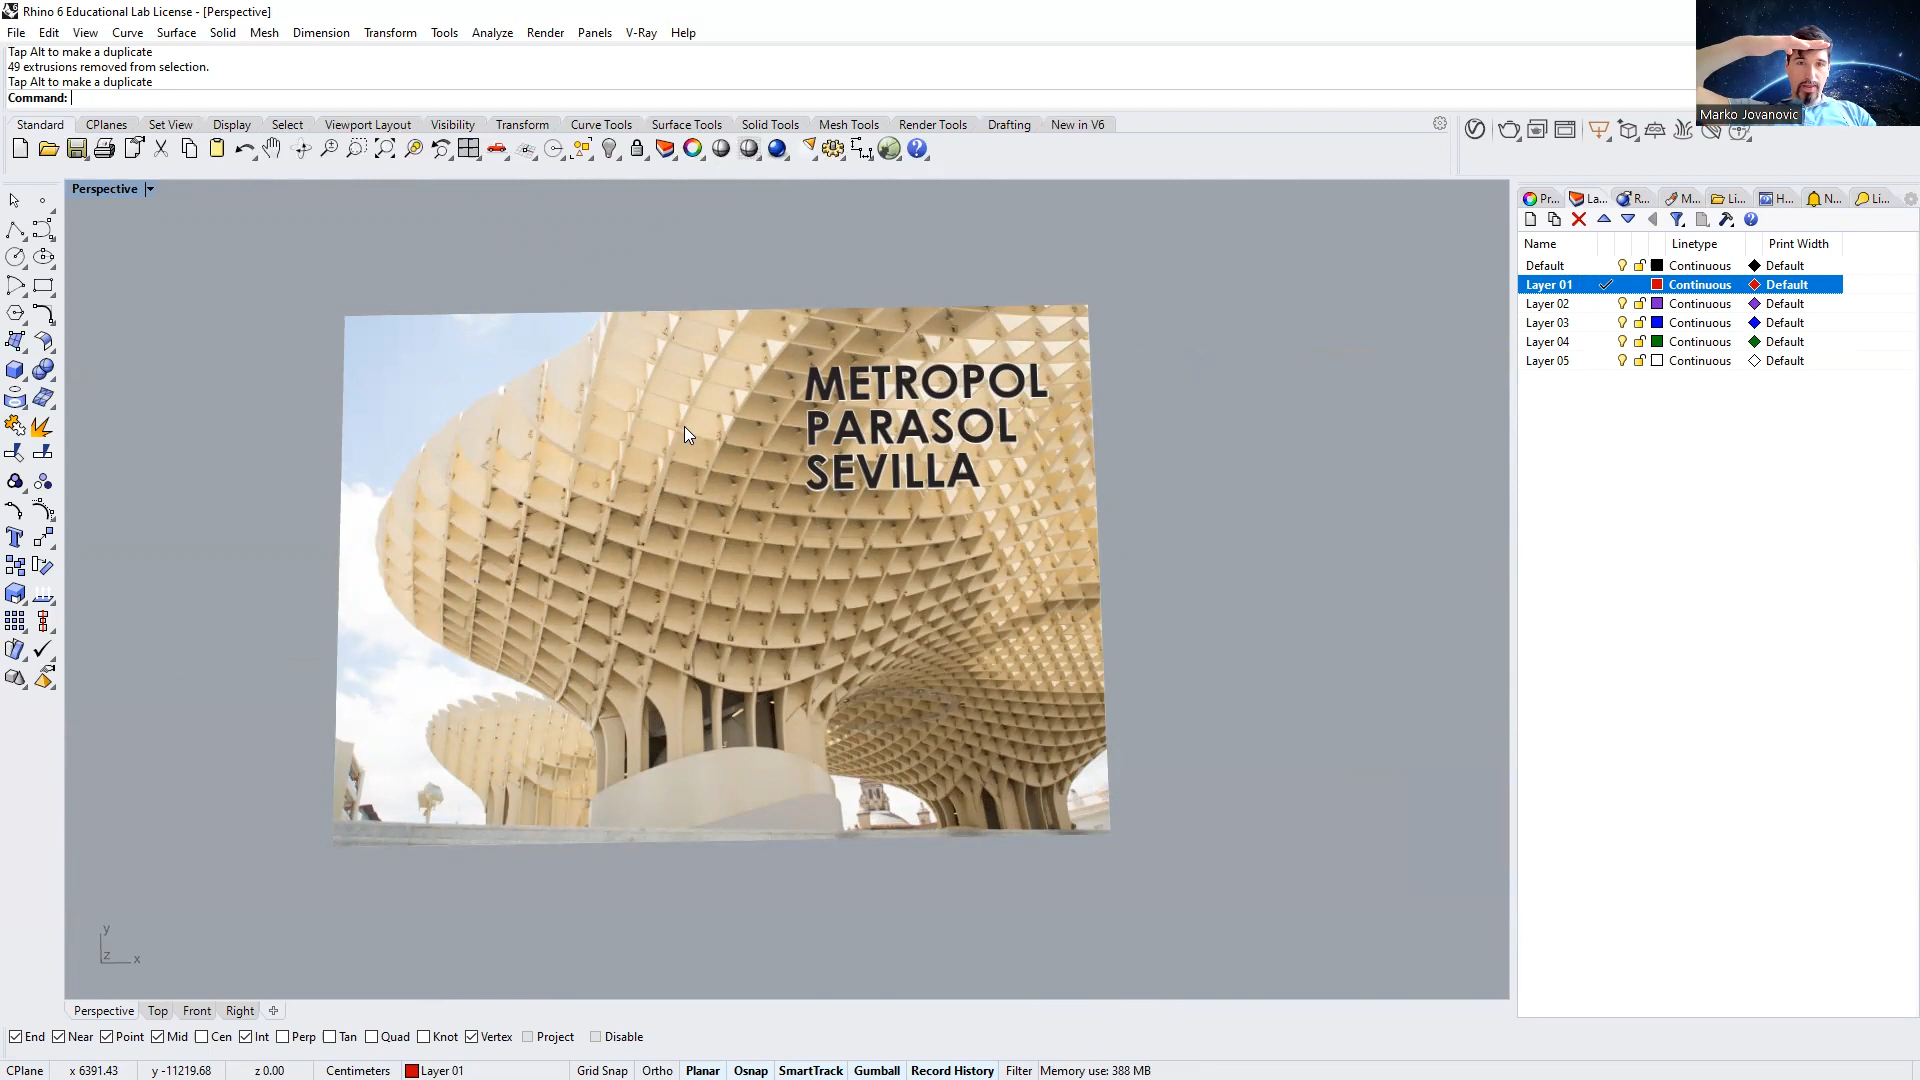 Rhino 6 Educational Lab License - [Perspective]
File Edit View Curve Surface Solid Mesh Dimension Transform Tools Analyze Render Panels V-Ray Help
Tap Alt to make a duplicate
49 extrusions removed from selection.
Tap Alt to make a duplicate
Command:
Marko Jovanovic
Standard CPlanes Set View Display Select Viewport Layout Visibility Transform Curve Tools Surface Tools Solid Tools Mesh Tools Render Tools Drafting New in V6
Perspective
Pr... La... R... M... Li... H... N... Li...
Name Linetype Print Width
Default Continuous Default
Layer 01 Continuous Default
Layer 02 Continuous Default
Layer 03 Continuous Default
Layer 04 Continuous Default
Layer 05 Continuous Default
METROPOL
PARASOL
SEVILLA
y
z x
Perspective Top Front Right
End Near Point Mid Cen Int Perp Tan Quad Knot Vertex Project Disable
CPlane x 6391.43 y -11219.68 z 0.00 Centimeters Layer 01 Grid Snap Ortho Planar Osnap SmartTrack Gumball Record History Filter Memory use: 388 MB